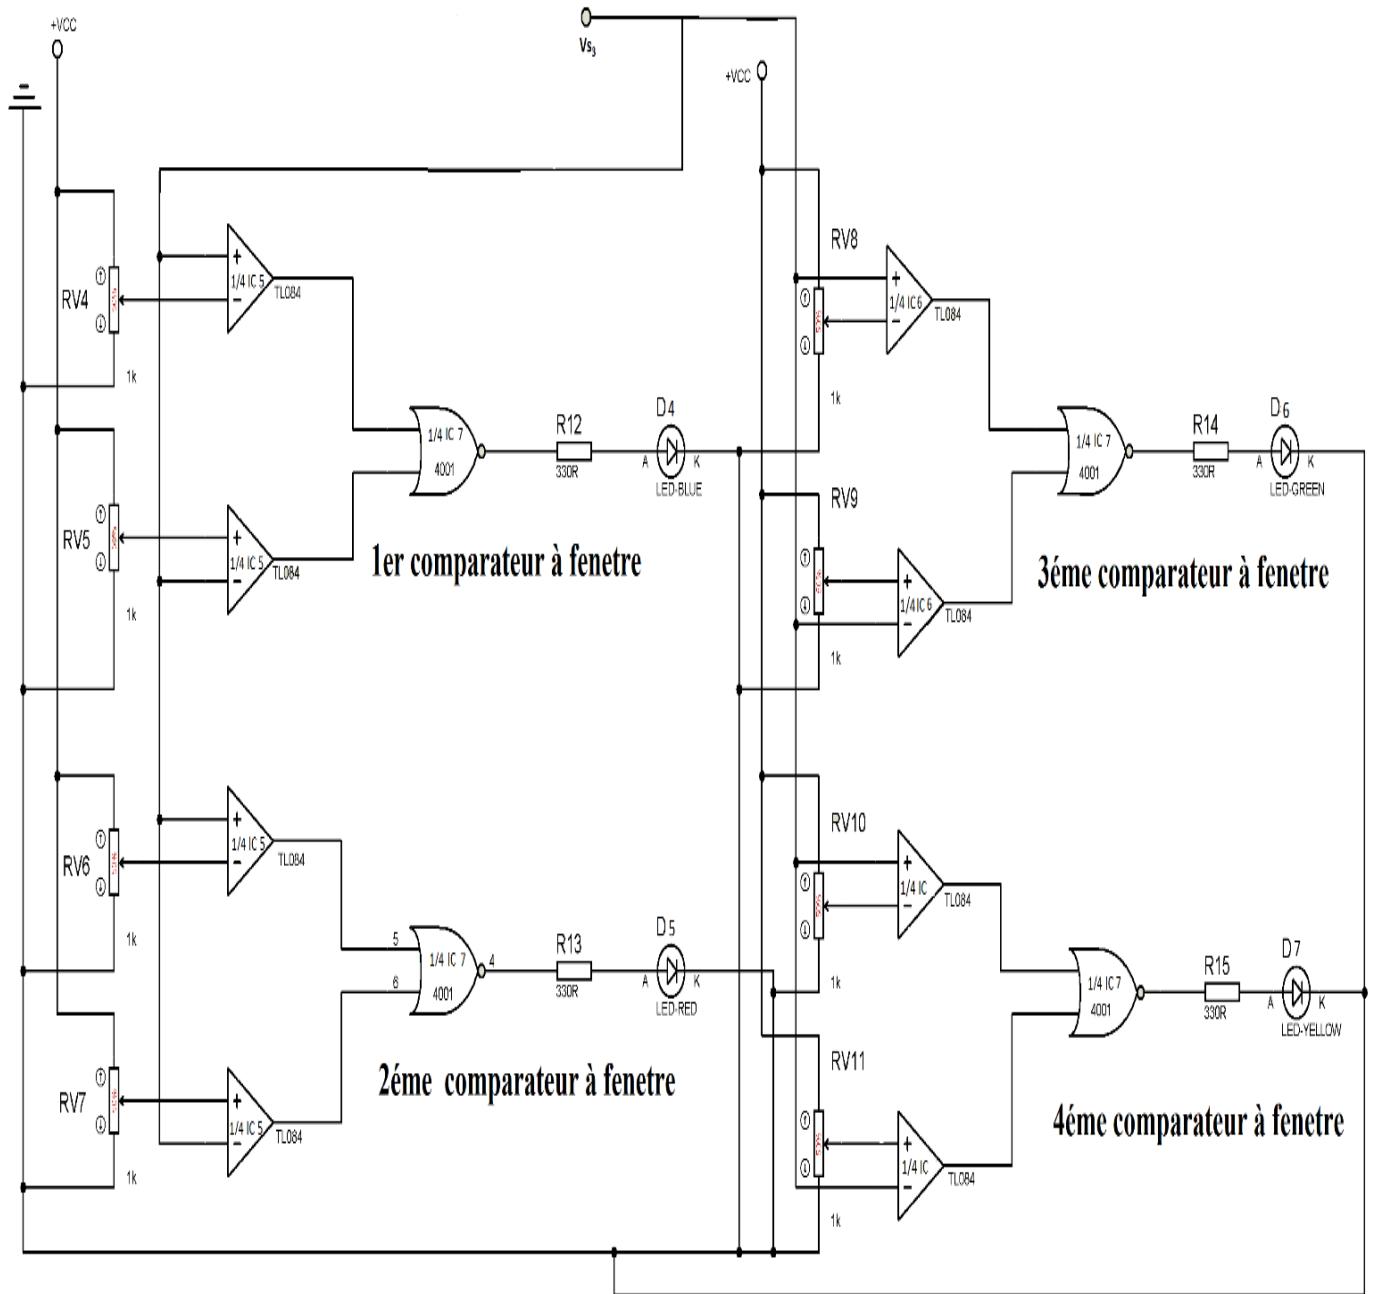 +VCC
Vs3
+VCC
RV4
1k
+
1/4 IC 5
−
TL084
RV5
1k
+
1/4 IC 5
−
TL084
1/4 IC 7
4001
R12
330R
D4
A
K
LED-BLUE
1er comparateur à fenetre
RV6
1k
+
1/4 IC 5
−
TL084
RV7
1k
+
1/4 IC 5
−
TL084
5
6
4
1/4 IC 7
4001
R13
330R
D5
A
K
LED-RED
2éme comparateur à fenetre
RV8
1k
+
1/4 IC6
−
TL084
RV9
1k
+
1/4 IC 6
−
TL084
1/4 IC 7
4001
R14
330R
D6
A
K
LED-GREEN
3éme comparateur à fenetre
RV10
1k
+
1/4 IC
−
TL084
RV11
1k
+
1/4 IC
−
TL084
1/4 IC7
4001
R15
330R
D7
A
K
LED-YELLOW
4éme comparateur à fenetre